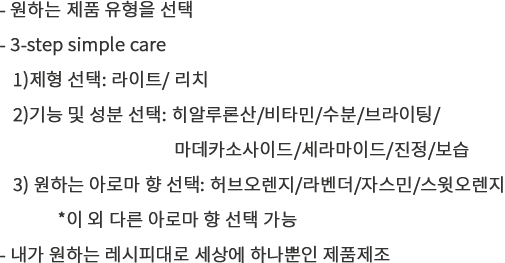 - 원하는 제품 유형을 선택
- 3-step simple care
1)제형 선택: 라이트/ 리치
2)기능 및 성분 선택: 히알루론산/비타민/수분/브라이팅/
마데카소사이드/세라마이드/진정/보습
3) 원하는 아로마 향 선택: 허브오렌지/라벤더/자스민/스윗오렌지
*이 외 다른 아로마 향 선택 가능
- 내가 원하는 레시피대로 세상에 하나뿐인 제품제조